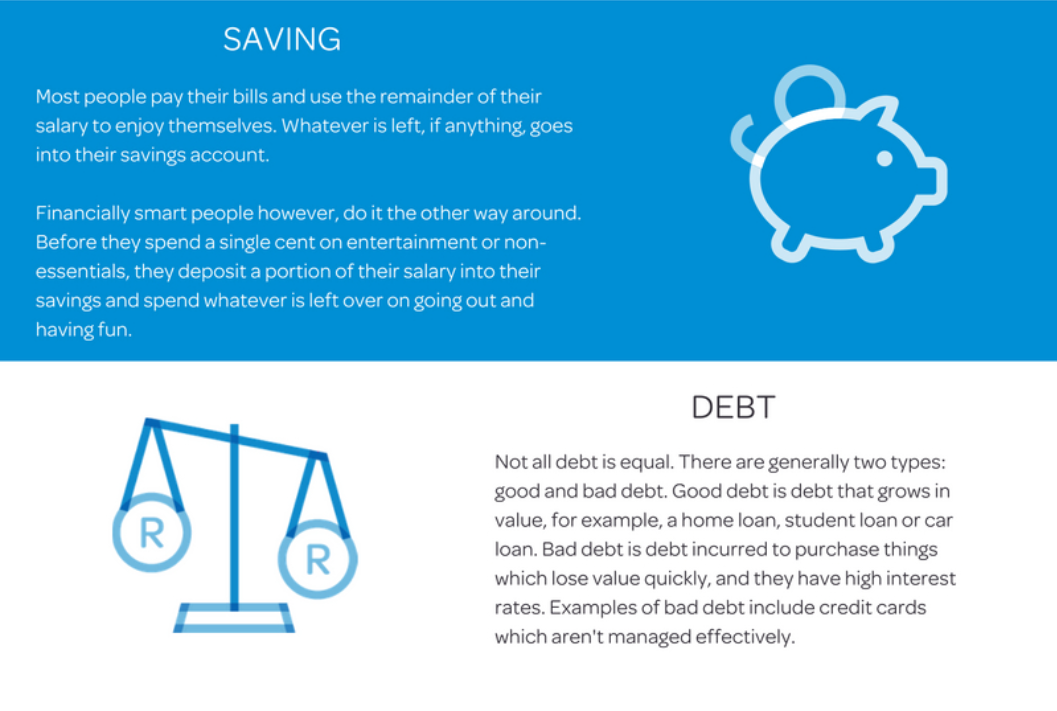 SAVING
Most people pay their bills and use the remainder of their
salary to enjoy themselves. Whatever is left, if anything, goes
into their savings account.
Financially smart people however, do it the other way around.
Before they spend a single cent on entertainment or non-
essentials, they deposit a portion of their salary into their
savings and spend whatever is left over on going out and
having fun.
R
R
DEBT
Not all debt is equal. There are generally two types:
good and bad debt. Good debt is debt that grows in
value, for example, a home loan, student loan or car
loan. Bad debt is debt incurred to purchase things
which lose value quickly, and they have high interest
rates. Examples of bad debt include credit cards
which aren't managed effectively.